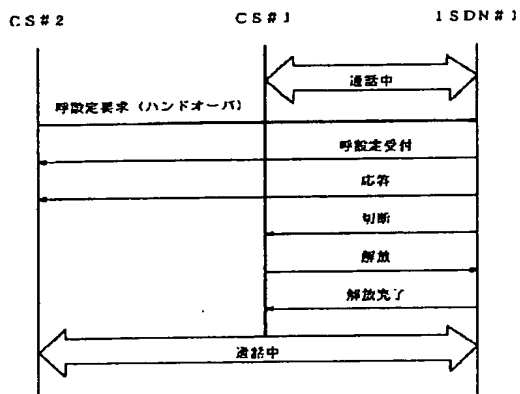 CS#2 CS#1 ISDN#1
通話中
呼設定要求（ハンドオーバ）
呼設定受付
応答
切断
解放
解放完了
通話中